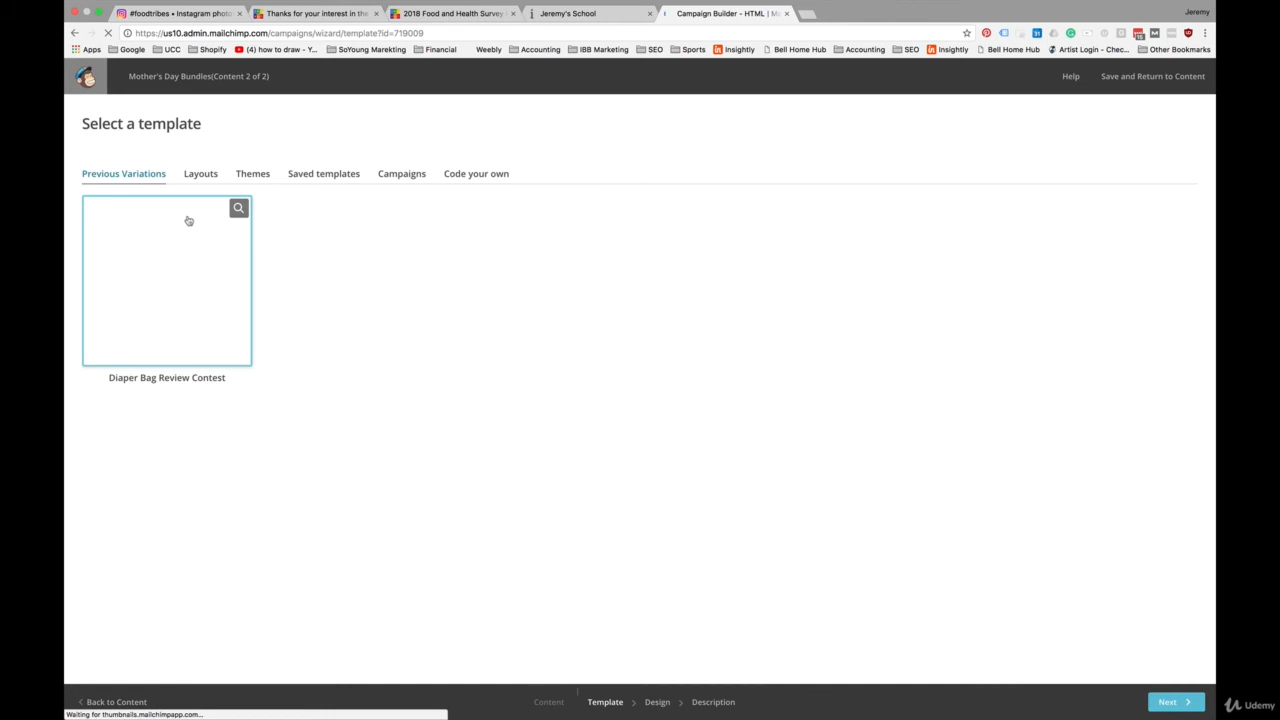 #foodtribes • Instagram photo
Thanks for your interest in the
2018 Food and Health Survey
Jeremy's School
Campaign Builder - HTML | Ma
Jeremy
https://us10.admin.mailchimp.com/campaigns/wizard/template?id=719009
Apps
Google
UCC
Shopify
(4) how to draw - Y...
SoYoung Marekting
Financial
Weebly
Accounting
IBB Marketing
SEO
Sports
Insightly
Bell Home Hub
Accounting
SEO
Insightly
Bell Home Hub
Artist Login - Chec...
Other Bookmarks
Mother's Day Bundles(Content 2 of 2)
Help
Save and Return to Content
Select a template
Previous Variations
Layouts
Themes
Saved templates
Campaigns
Code your own
Diaper Bag Review Contest
Back to Content
Content
Template
Design
Description
Next
Waiting for thumbnails.mailchimpapp.com...
Udemy